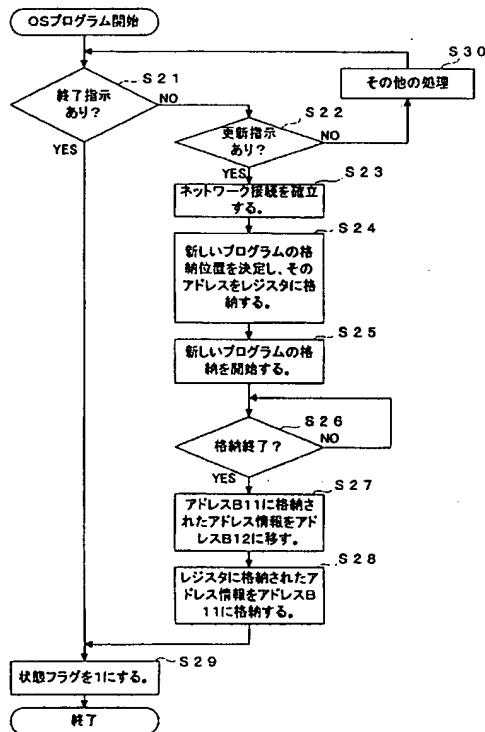 OSプログラム開始
S30
その他の処理
S21
終了指示
あり?
NO
YES
S22
更新指示
あり?
NO
YES
S23
ネットワーク接続を確立
する。
S24
新しいプログラムの格
納位置を決定し、その
アドレスをレジスタに格
納する。
S25
新しいプログラムの格
納を開始する。
S26
格納終了?
NO
YES
S27
アドレスB11に格納さ
れたアドレス情報をアド
レスB12に移す。
S28
レジスタに格納されたア
ドレス情報をアドレスB
11に格納する。
S29
状態フラグを1にする。
終了